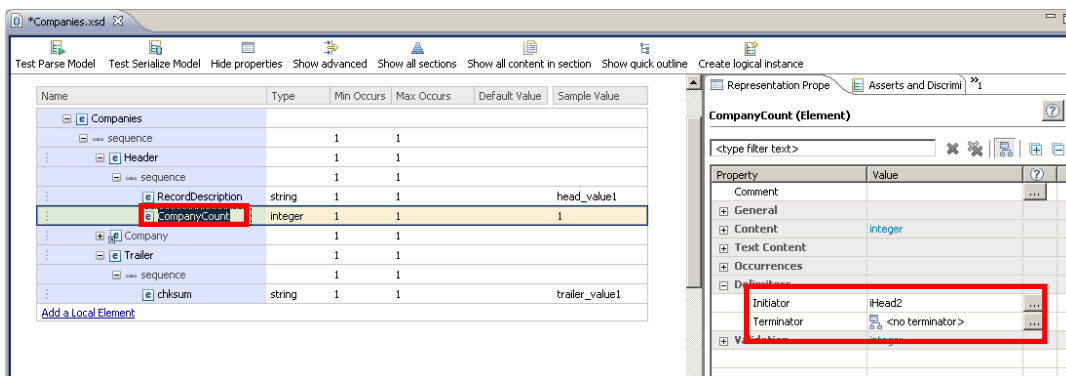 *Companies.xsd
Test Parse Model Test Serialize Model Hide properties Show advanced Show all sections Show all content in section Show quick outline Create logical instance
Name Type Min Occurs Max Occurs Default Value Sample Value
e Companies
sequence 1 1
e Header 1 1
sequence 1 1
e RecordDescription string 1 1 head_value1
e CompanyCount integer 1 1 1
e Company 1 1
e Trailer 1 1
sequence 1 1
e chksum string 1 1 trailer_value1
Add a Local Element
Representation Prope Asserts and Discrimi »1
CompanyCount (Element)
<type filter text>
Property Value
Comment ...
General
Content integer
Text Content
Occurrences
Delimiters
Initiator iHead2 ...
Terminator <no terminator> ...
Validation integer